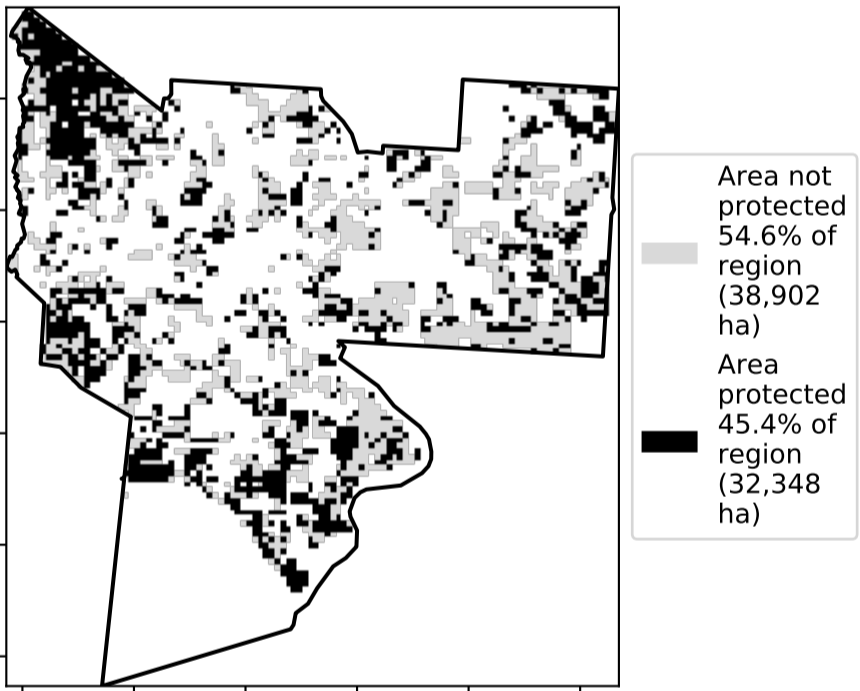 Area not
protected
54.6% of
region
(38,902
ha)
Area
protected
45.4% of
region
(32,348
ha)